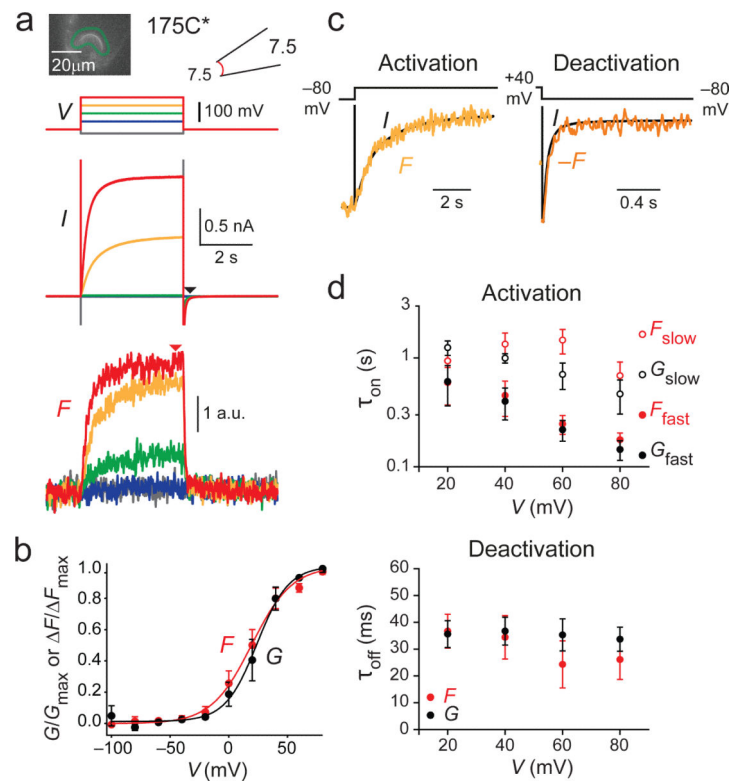 a
175C*
20μm
7.5
7.5
V
100 mV
I
0.5 nA
2 s
F
1 a.u.
b
G/Gmax or ΔF/ΔFmax
1.0
0.8
0.6
0.4
0.2
0.0
F
G
−100
−50
0
50
V (mV)
c
Activation
Deactivation
−80
mV
+40
mV
−80
mV
I
F
2 s
I
−F
0.4 s
d
Activation
τon (s)
3
1
0.3
0.1
Fslow
Gslow
Ffast
Gfast
20
40
60
80
V (mV)
Deactivation
τoff (ms)
60
50
40
30
20
10
0
F
G
20
40
60
80
V (mV)